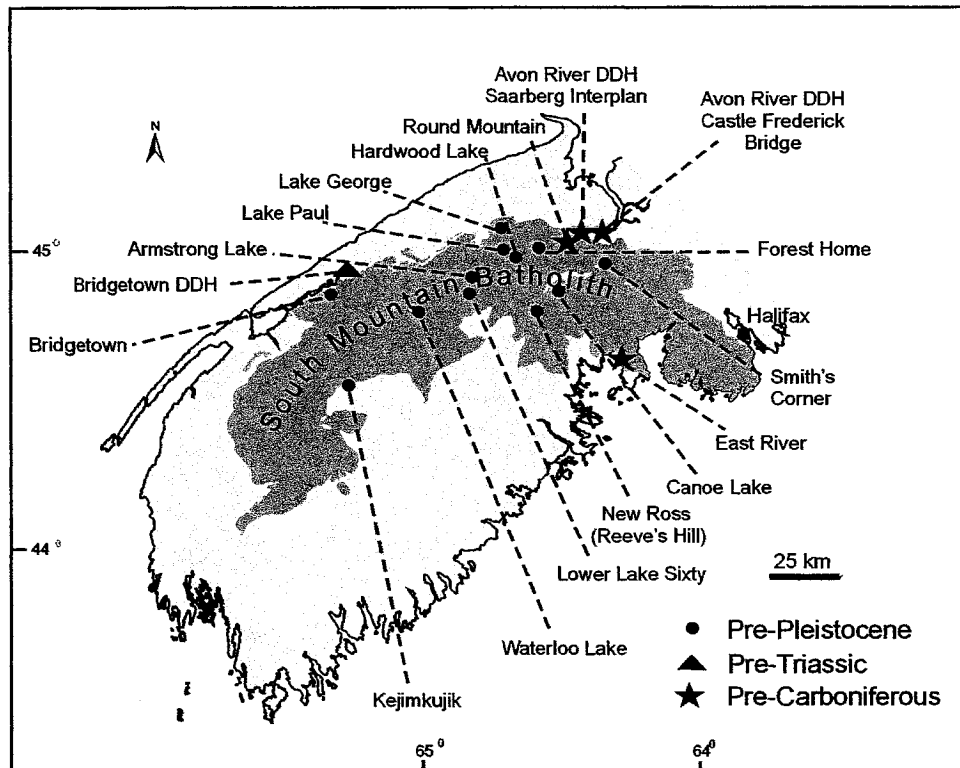 Avon River DDH
Saarberg Interplan
Avon River DDH
Castle Frederick
Bridge
Round Mountain
Hardwood Lake
N
Lake George
Lake Paul
Armstrong Lake
Bridgetown DDH
Bridgetown
45°
Forest Home
South Mountain Batholith
Halifax
Smith's
Corner
East River
Canoe Lake
New Ross
(Reeve's Hill)
Lower Lake Sixty
Waterloo Lake
Kejimkujik
44°
25 km
Pre-Pleistocene
Pre-Triassic
Pre-Carboniferous
65°
64°